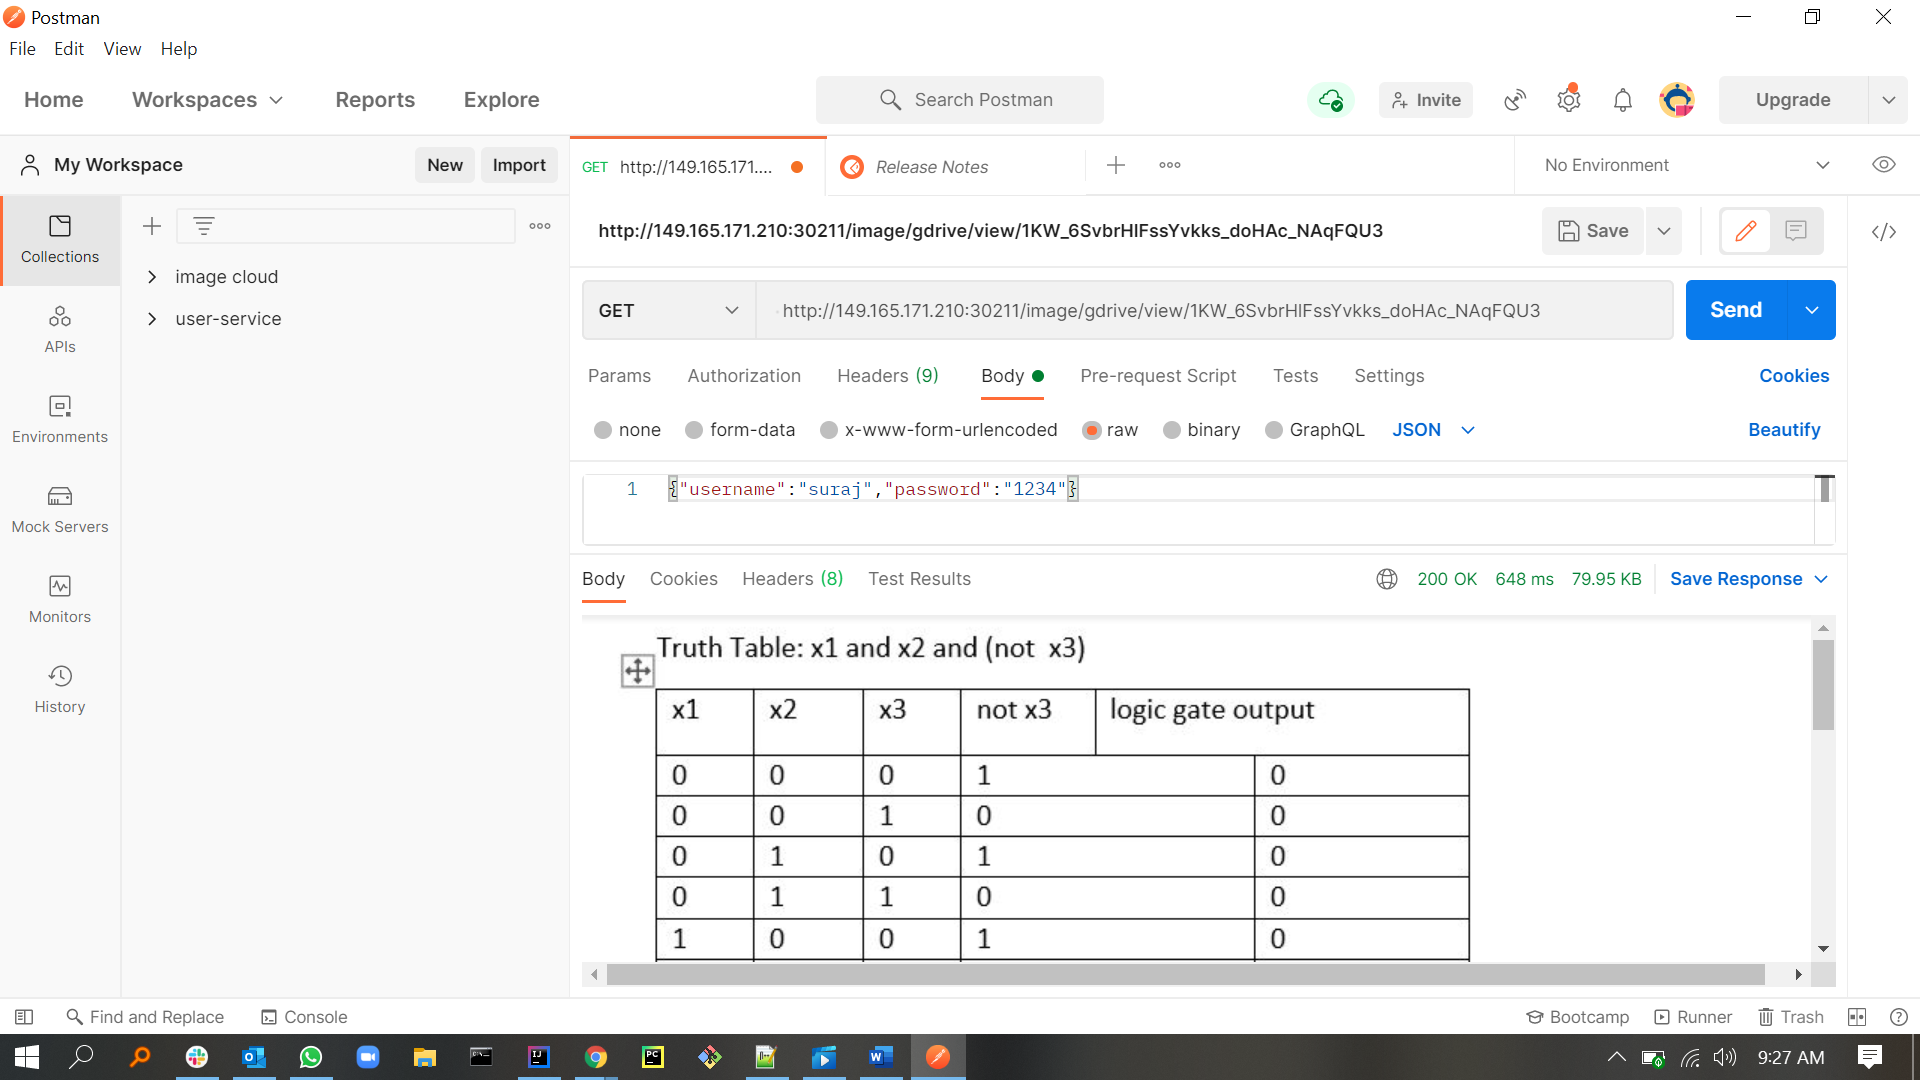 Postman
File Edit View Help
Home Workspaces Reports Explore Search Postman Invite Upgrade
My Workspace New Import GET http://149.165.171.... Release Notes ooo No Environment
http://149.165.171.210:30211/image/gdrive/view/1KW_6SvbrHlFssYvkks_doHAc_NAqFQU3 Save
Collections
image cloud
user-service
APIs
Environments
Mock Servers
Monitors
History
GET http://149.165.171.210:30211/image/gdrive/view/1KW_6SvbrHlFssYvkks_doHAc_NAqFQU3 Send
Params Authorization Headers (9) Body Pre-request Script Tests Settings Cookies
none form-data x-www-form-urlencoded raw binary GraphQL JSON Beautify
1 {"username":"suraj","password":"1234"}
Body Cookies Headers (8) Test Results 200 OK 648 ms 79.95 KB Save Response
Truth Table: x1 and x2 and (not x3)
x1 x2 x3 not x3 logic gate output
0 0 0 1 0
0 0 1 0 0
0 1 0 1 0
0 1 1 0 0
1 0 0 1 0
Find and Replace Console Bootcamp Runner Trash
9:27 AM